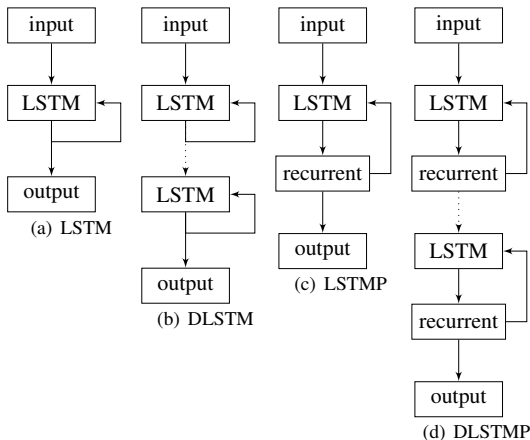 input
LSTM
output
(a) LSTM
input
LSTM
LSTM
output
(b) DLSTM
input
LSTM
recurrent
output
(c) LSTMP
input
LSTM
recurrent
LSTM
recurrent
output
(d) DLSTMP